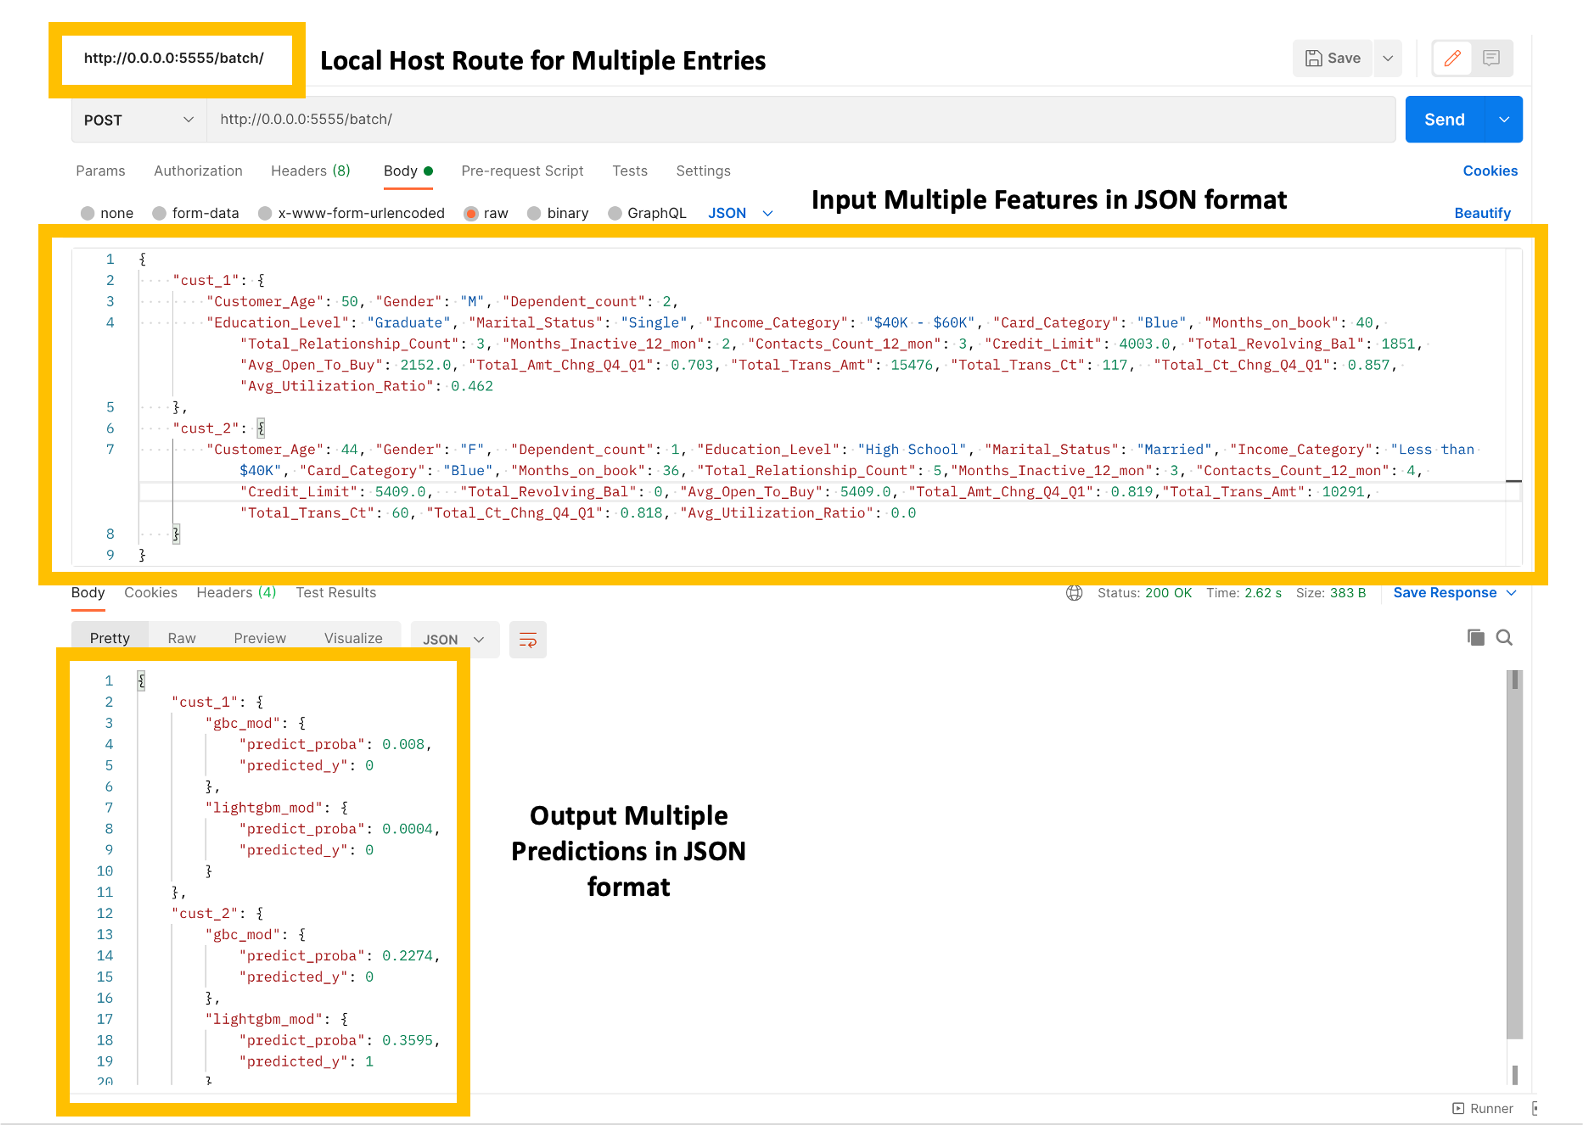 http://0.0.0.0:5555/batch/
Local Host Route for Multiple Entries
Save
POST
http://0.0.0.0:5555/batch/
Send
Params Authorization Headers (8) Body Pre-request Script Tests Settings Cookies
Input Multiple Features in JSON format
none form-data x-www-form-urlencoded raw binary GraphQL JSON Beautify
1 {
2 "cust_1": {
3 "Customer_Age": 50, "Gender": "M", "Dependent_count": 2,
4 "Education_Level": "Graduate", "Marital_Status": "Single", "Income_Category": "$40K - $60K", "Card_Category": "Blue", "Months_on_book": 40,
"Total_Relationship_Count": 3, "Months_Inactive_12_mon": 2, "Contacts_Count_12_mon": 3, "Credit_Limit": 4003.0, "Total_Revolving_Bal": 1851,
"Avg_Open_To_Buy": 2152.0, "Total_Amt_Chng_Q4_Q1": 0.703, "Total_Trans_Amt": 15476, "Total_Trans_Ct": 117, "Total_Ct_Chng_Q4_Q1": 0.857,
"Avg_Utilization_Ratio": 0.462
5 },
6 "cust_2": {
7 "Customer_Age": 44, "Gender": "F", "Dependent_count": 1, "Education_Level": "High School", "Marital_Status": "Married", "Income_Category": "Less than
$40K", "Card_Category": "Blue", "Months_on_book": 36, "Total_Relationship_Count": 5,"Months_Inactive_12_mon": 3, "Contacts_Count_12_mon": 4,
"Credit_Limit": 5409.0, "Total_Revolving_Bal": 0, "Avg_Open_To_Buy": 5409.0, "Total_Amt_Chng_Q4_Q1": 0.819,"Total_Trans_Amt": 10291,
"Total_Trans_Ct": 60, "Total_Ct_Chng_Q4_Q1": 0.818, "Avg_Utilization_Ratio": 0.0
8 }
9 }
Body Cookies Headers (4) Test Results Status: 200 OK Time: 2.62 s Size: 383 B Save Response
Pretty Raw Preview Visualize JSON
1 {
2 "cust_1": {
3 "gbc_mod": {
4 "predict_proba": 0.008,
5 "predicted_y": 0
6 },
7 "lightgbm_mod": {
8 "predict_proba": 0.0004,
9 "predicted_y": 0
10 }
11 },
12 "cust_2": {
13 "gbc_mod": {
14 "predict_proba": 0.2274,
15 "predicted_y": 0
16 },
17 "lightgbm_mod": {
18 "predict_proba": 0.3595,
19 "predicted_y": 1
20 }
Output Multiple
Predictions in JSON
format
Runner